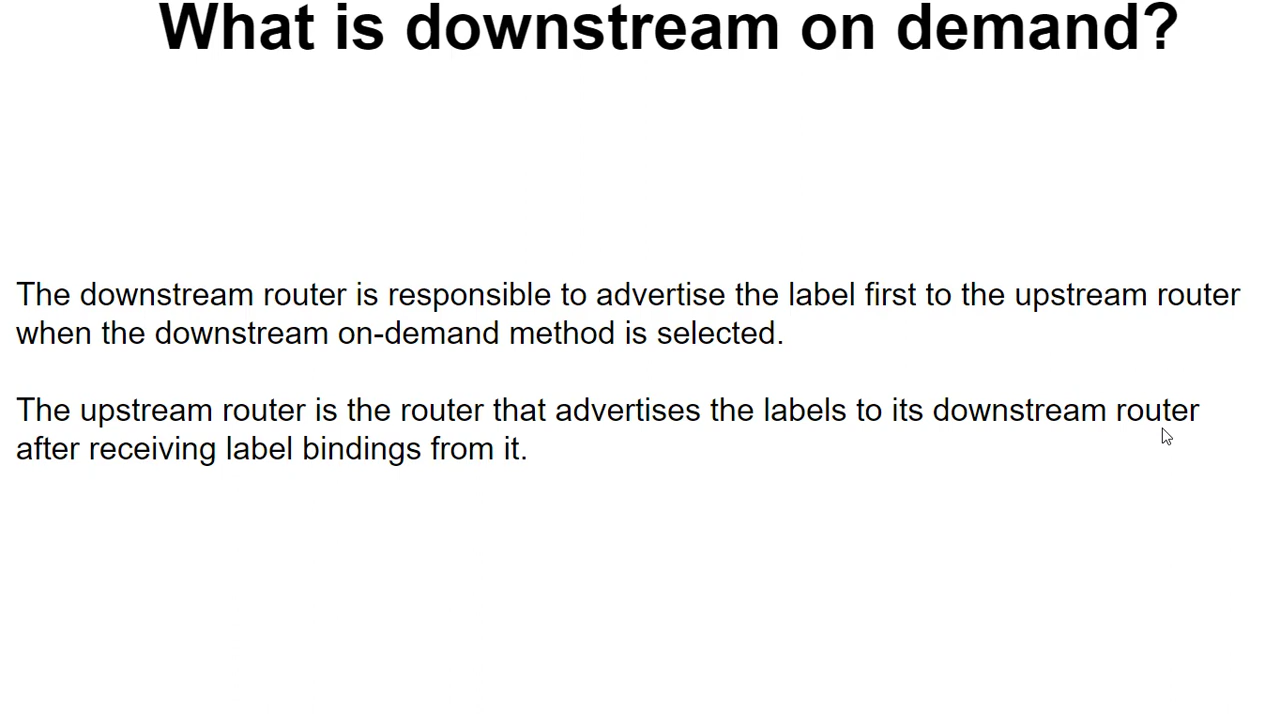 What is downstream on demand?
The downstream router is responsible to advertise the label first to the upstream router
when the downstream on-demand method is selected.
The upstream router is the router that advertises the labels to its downstream router
after receiving label bindings from it.